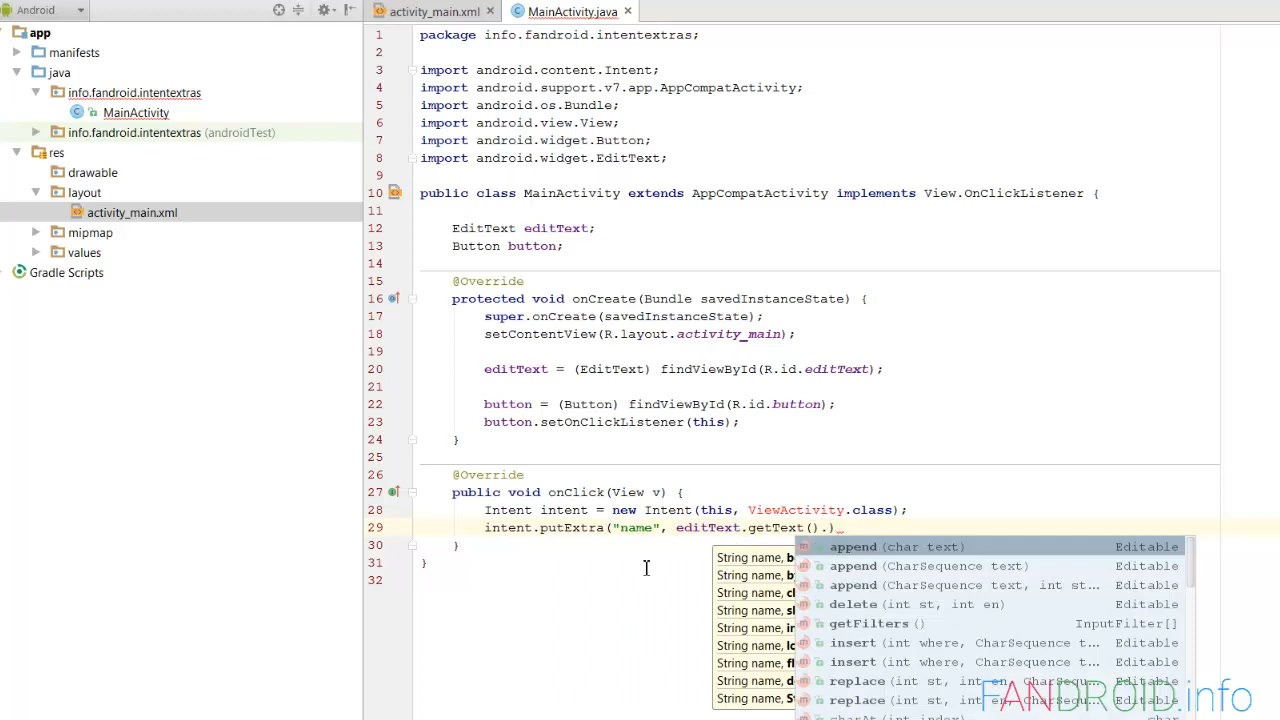 Android
activity_main.xml
MainActivity.java
app
manifests
java
info.fandroid.intentextras
MainActivity
info.fandroid.intentextras (androidTest)
res
drawable
layout
activity_main.xml
mipmap
values
Gradle Scripts
1 package info.fandroid.intentextras;
2
3 import android.content.Intent;
4 import android.support.v7.app.AppCompatActivity;
5 import android.os.Bundle;
6 import android.view.View;
7 import android.widget.Button;
8 import android.widget.EditText;
9
10 public class MainActivity extends AppCompatActivity implements View.OnClickListener {
11
12 EditText editText;
13 Button button;
14
15 @Override
16 protected void onCreate(Bundle savedInstanceState) {
17 super.onCreate(savedInstanceState);
18 setContentView(R.layout.activity_main);
19
20 editText = (EditText) findViewById(R.id.editText);
21
22 button = (Button) findViewById(R.id.button);
23 button.setOnClickListener(this);
24 }
25
26 @Override
27 public void onClick(View v) {
28 Intent intent = new Intent(this, ViewActivity.class);
29 intent.putExtra("name", editText.getText().)
30 }
31 }
32
String name, b
String name, by
String name, c
String name, s
String name, in
String name, l
String name, f
String name, d
String name, S
append(char text) Editable
append(CharSequence text) Editable
append(CharSequence text, int st... Editable
delete(int st, int en) Editable
getFilters() InputFilter[]
insert(int where, CharSequence t... Editable
insert(int where, CharSequence t... Editable
replace(int st, int en, CharSequ... Editable
replace(int st, int en,
charAt(int index) char
FANDROID.info